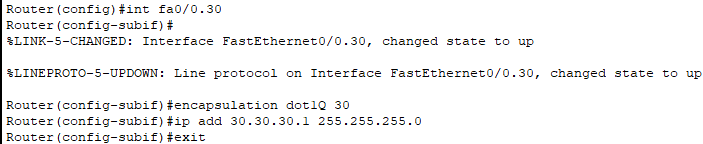 Router(config)#int fa0/0.30
Router(config-subif)#
%LINK-5-CHANGED: Interface FastEthernet0/0.30, changed state to up
%LINEPROTO-5-UPDOWN: Line protocol on Interface FastEthernet0/0.30, changed state to up
Router(config-subif)#encapsulation dot1Q 30
Router(config-subif)#ip add 30.30.30.1 255.255.255.0
Router(config-subif)#exit